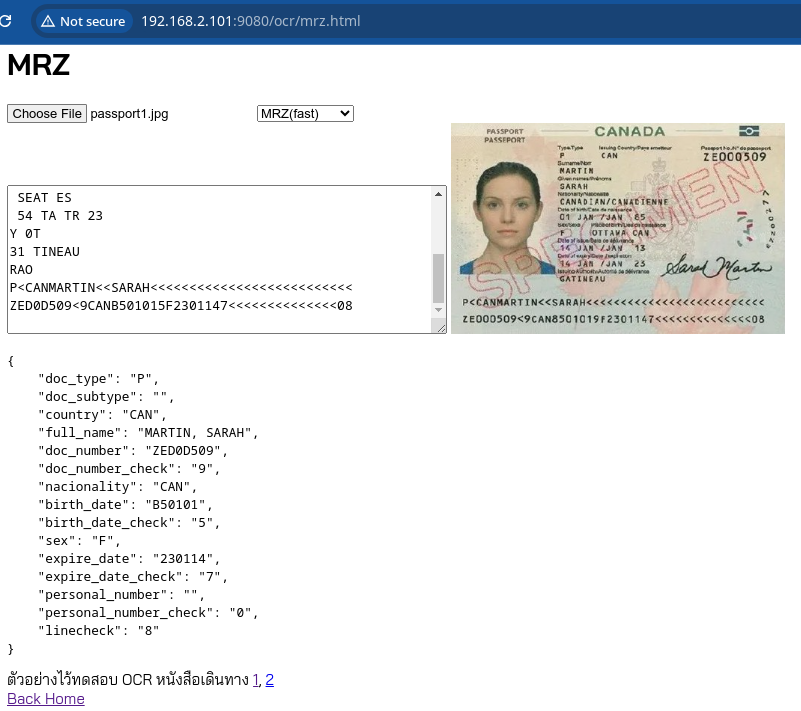 Not secure 192.168.2.101:9080/ocr/mrz.html
MRZ
Choose File passport1.jpg MRZ(fast)
SEAT ES
54 TA TR 23
Y 0T
31 TINEAU
RAO
P<CANMARTIN<<SARAH<<<<<<<<<<<<<<<<<<<<<<<<<<
ZED0D509<9CANB501015F2301147<<<<<<<<<<<<<<08
PASSPORT
PASSEPORT
CANADA
Type/Type Issuing Country/Pays émetteur Passport No./N° de passeport
P CAN ZE000509
Surname/Nom
MARTIN
Given names/Prénoms
SARAH
Nationality/Nationalité
CANADIAN/CANADIENNE
Date of birth/Date de naissance
01 JAN /JAN 85
Sex/Sexe Place of birth/Lieu de naissance
F OTTAWA CAN
Date of issue/Date de délivrance
14 JAN /JAN 13
Date of expiry/Date d'expiration
14 JAN /JAN 23
Issuing Authority/Autorité de délivrance
GATINEAU
Sarah Martin
SPECIMEN
P<CANMARTIN<<SARAH<<<<<<<<<<<<<<<<<<<<<<<<<<
ZE000509<9CAN8501019F2301147<<<<<<<<<<<<<<08
{
"doc_type": "P",
"doc_subtype": "",
"country": "CAN",
"full_name": "MARTIN, SARAH",
"doc_number": "ZED0D509",
"doc_number_check": "9",
"nacionality": "CAN",
"birth_date": "B50101",
"birth_date_check": "5",
"sex": "F",
"expire_date": "230114",
"expire_date_check": "7",
"personal_number": "",
"personal_number_check": "0",
"linecheck": "8"
}
ตัวอย่างไว้ทดสอบ OCR หนังสือเดินทาง 1, 2
Back Home